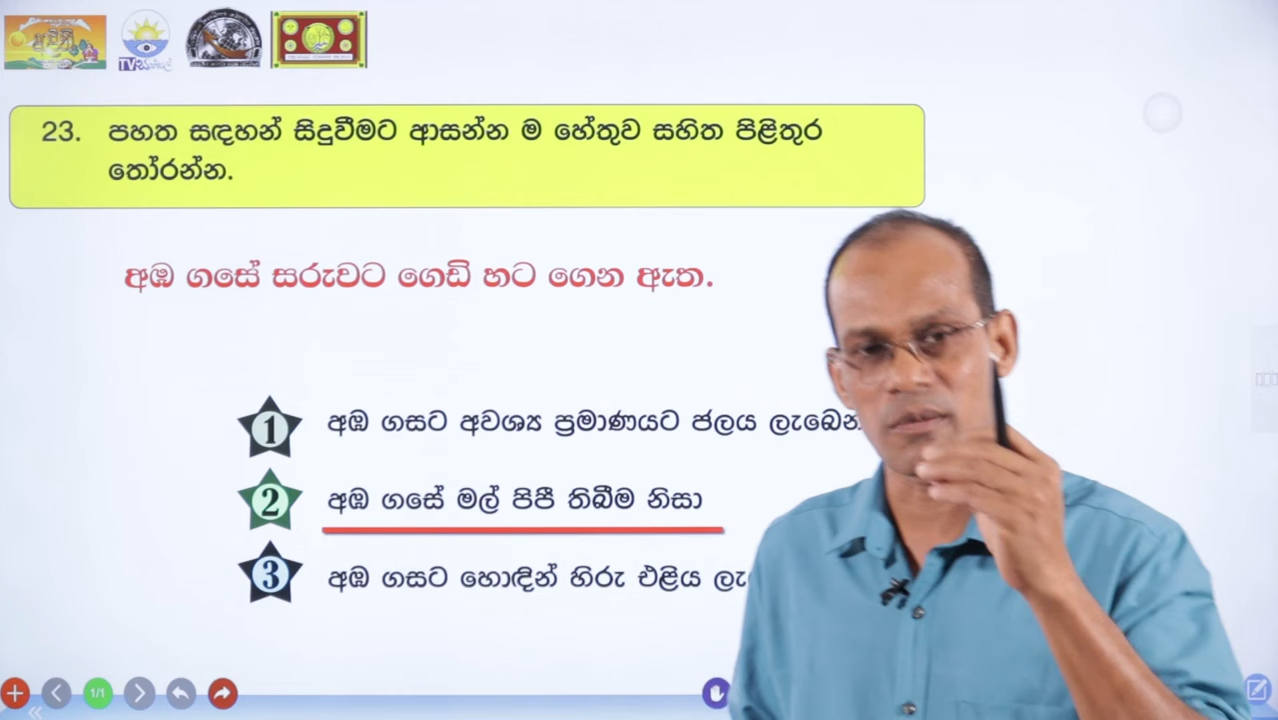 23. පහත සඳහන් සිදුවීමට ආසන්න ම හේතුව සහිත පිළිතුර
තෝරන්න.
අඹ ගසේ සරුවට ගෙඩි හට ගෙන ඇත.
1 අඹ ගසට අවශ්‍ය ප්‍රමාණයට ජලය
2 අඹ ගසේ මල් පිපී තිබීම නිසා
3 අඹ ගසට හොඳින් හිරු එළිය
1/1